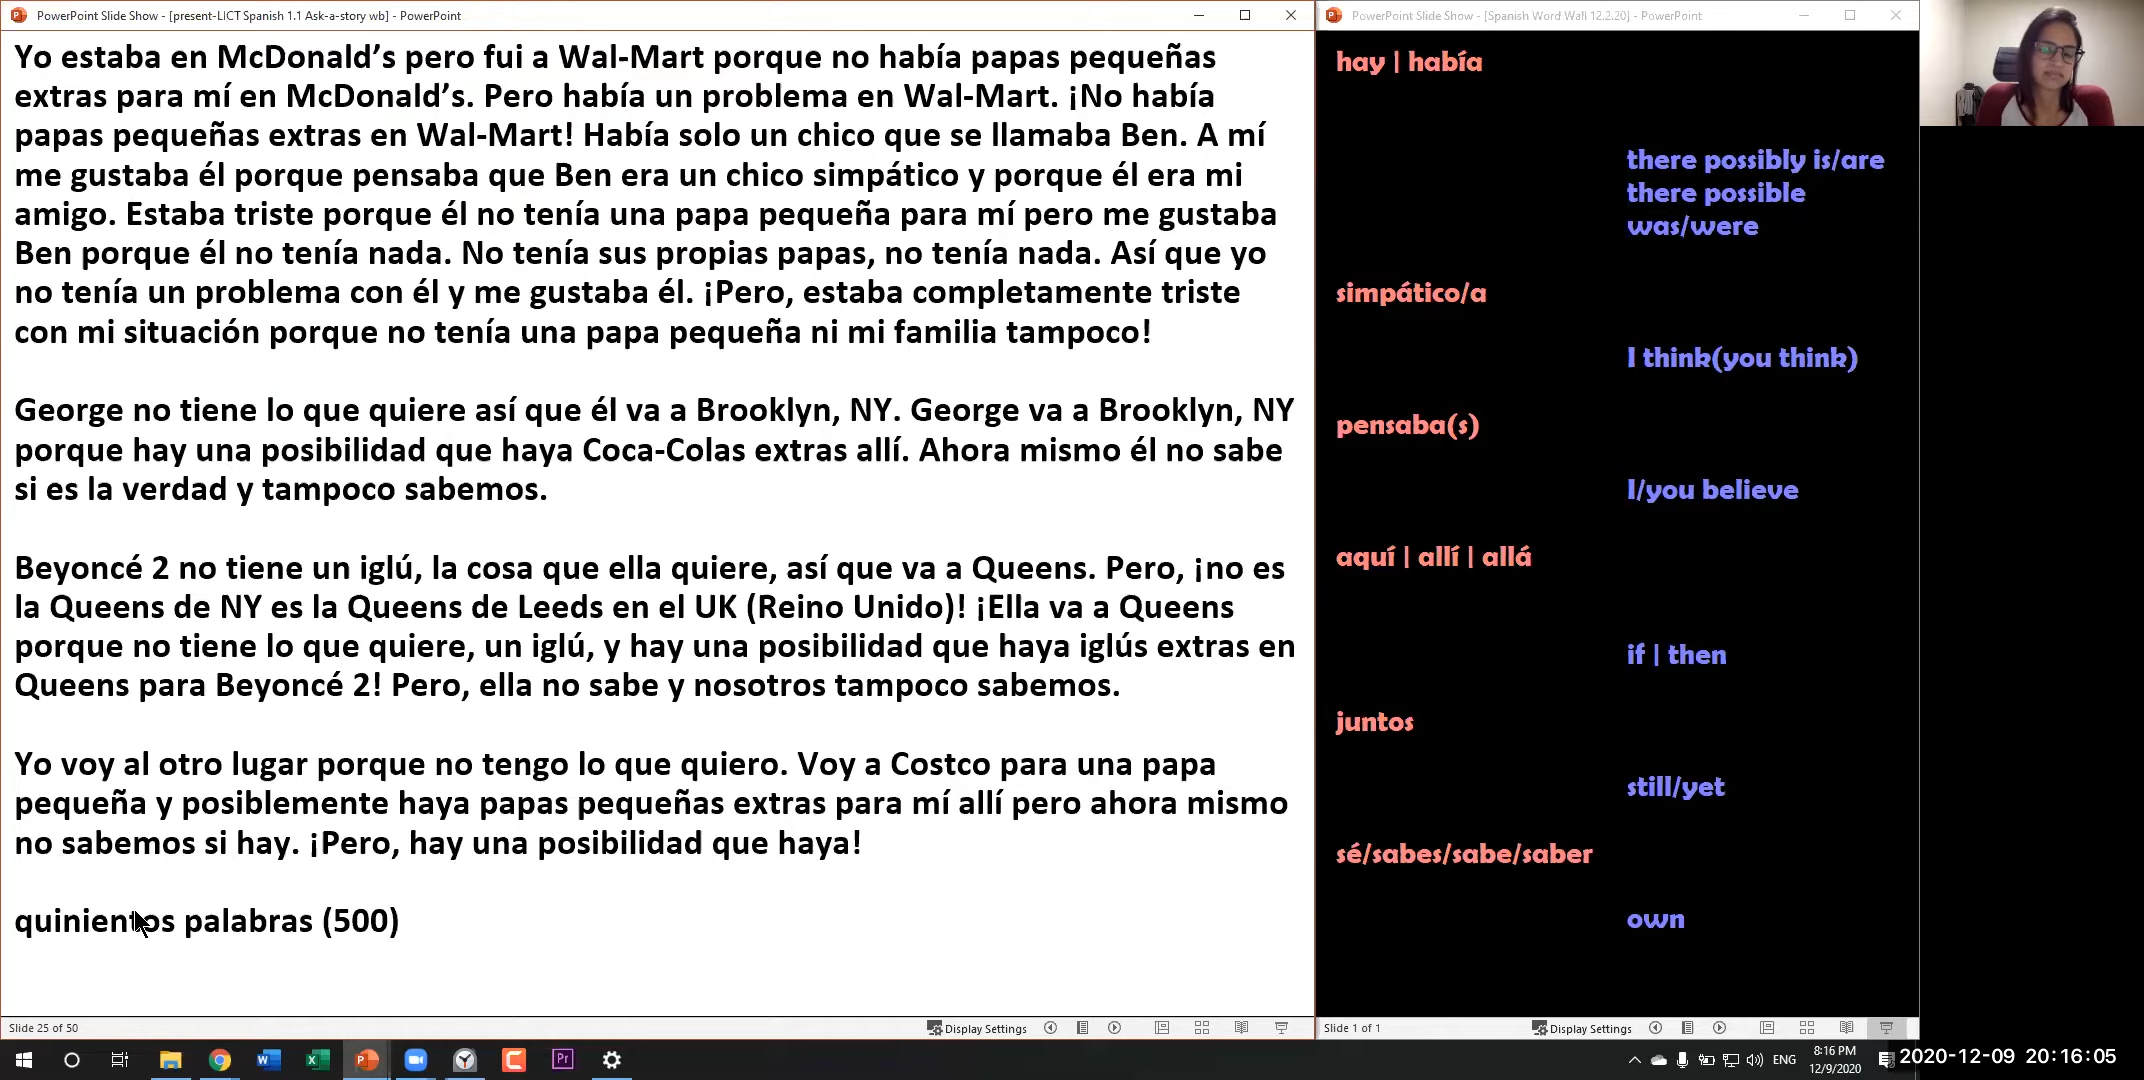 PowerPoint Slide Show - [present-LICT Spanish 1.1 Ask-a-story wb] - PowerPoint
Yo estaba en McDonald’s pero fui a Wal-Mart porque no había papas pequeñas
extras para mí en McDonald’s. Pero había un problema en Wal-Mart. ¡No había
papas pequeñas extras en Wal-Mart! Había solo un chico que se llamaba Ben. A mí
me gustaba él porque pensaba que Ben era un chico simpático y porque él era mi
amigo. Estaba triste porque él no tenía una papa pequeña para mí pero me gustaba
Ben porque él no tenía nada. No tenía sus propias papas, no tenía nada. Así que yo
no tenía un problema con él y me gustaba él. ¡Pero, estaba completamente triste
con mi situación porque no tenía una papa pequeña ni mi familia tampoco!
George no tiene lo que quiere así que él va a Brooklyn, NY. George va a Brooklyn, NY
porque hay una posibilidad que haya Coca-Colas extras allí. Ahora mismo él no sabe
si es la verdad y tampoco sabemos.
Beyoncé 2 no tiene un iglú, la cosa que ella quiere, así que va a Queens. Pero, ¡no es
la Queens de NY es la Queens de Leeds en el UK (Reino Unido)! ¡Ella va a Queens
porque no tiene lo que quiere, un iglú, y hay una posibilidad que haya iglús extras en
Queens para Beyoncé 2! Pero, ella no sabe y nosotros tampoco sabemos.
Yo voy al otro lugar porque no tengo lo que quiero. Voy a Costco para una papa
pequeña y posiblemente haya papas pequeñas extras para mí allí pero ahora mismo
no sabemos si hay. ¡Pero, hay una posibilidad que haya!
quinientos palabras (500)
Slide 25 of 50
Display Settings
PowerPoint Slide Show - [Spanish Word Wall 12.2.20] - PowerPoint
hay | había
there possibly is/are
there possible
was/were
simpático/a
I think(you think)
pensaba(s)
I/you believe
aquí | allí | allá
if | then
juntos
still/yet
sé/sabes/sabe/saber
own
Slide 1 of 1
Display Settings
ENG
8:16 PM
12/9/2020
2020-12-09 20:16:05